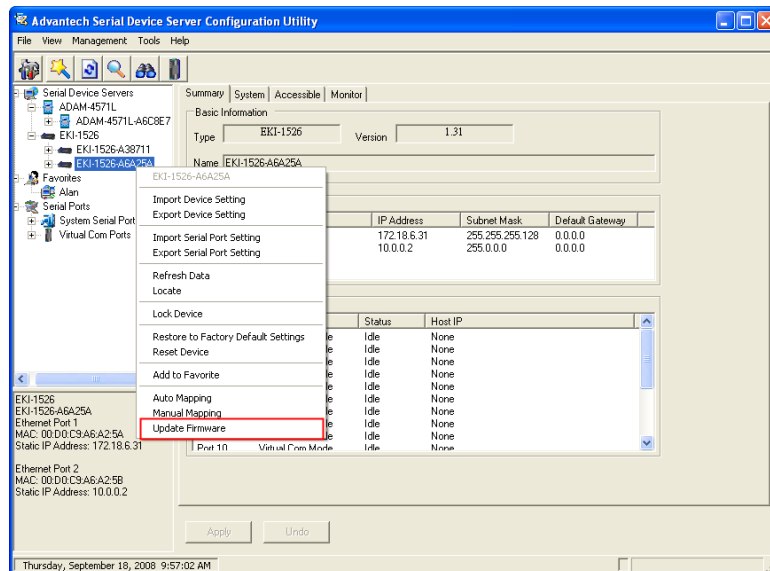 Advantech Serial Device Server Configuration Utility
File View Management Tools Help
Serial Device Servers
ADAM-4571L
ADAM-4571L-A6C8E7
EKI-1526
EKI-1526-A38711
EKI-1526-A6A25A
Favorites
Alan
Serial Ports
System Serial Port
Virtual Com Ports
EKI-1526
EKI-1526-A6A25A
Ethernet Port 1
MAC: 00:D0:C9:A6:A2:5A
Static IP Address: 172.18.6.31
Ethernet Port 2
MAC: 00:D0:C9:A6:A2:5B
Static IP Address: 10.0.0.2
Summary System Accessible Monitor
Basic Information
Type EKI-1526 Version 1.31
Name EKI-1526-A6A25A
IP Address Subnet Mask Default Gateway
172.18.6.31 255.255.255.128 0.0.0.0
10.0.0.2 255.0.0.0 0.0.0.0
Status Host IP
le Idle None
le Idle None
le Idle None
le Idle None
le Idle None
le Idle None
le Idle None
le Idle None
le Idle None
Port 10 Virtual Com Mode Idle None
EKI-1526-A6A25A
Import Device Setting
Export Device Setting
Import Serial Port Setting
Export Serial Port Setting
Refresh Data
Locate
Lock Device
Restore to Factory Default Settings
Reset Device
Add to Favorite
Auto Mapping
Manual Mapping
Update Firmware
Apply Undo
Thursday, September 18, 2008 9:57:02 AM